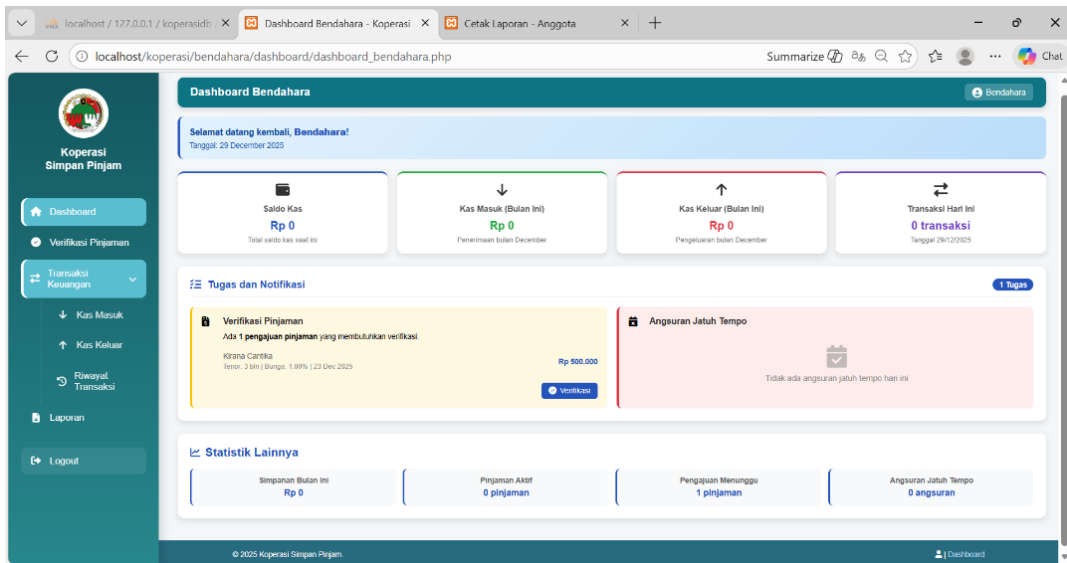 localhost / 127.0.0.1 / koperasidb
Dashboard Bendahara - Koperasi
Cetak Laporan - Anggota
localhost/koperasi/bendahara/dashboard/dashboard_bendahara.php
Summarize
Chat
Koperasi
Simpan Pinjam
Dashboard
Verifikasi Pinjaman
Transaksi
Keuangan
Kas Masuk
Kas Keluar
Riwayat
Transaksi
Laporan
Logout
Dashboard Bendahara
Bendahara
Selamat datang kembali, Bendahara!
Tanggal: 29 December 2025
Saldo Kas
Rp 0
Total saldo kas saat ini
Kas Masuk (Bulan Ini)
Rp 0
Penerimaan bulan December
Kas Keluar (Bulan Ini)
Rp 0
Pengeluaran bulan December
Transaksi Hari Ini
0 transaksi
Tanggal 29/12/2025
Tugas dan Notifikasi
1 Tugas
Verifikasi Pinjaman
Ada 1 pengajuan pinjaman yang membutuhkan verifikasi.
Kirana Cantika
Tenor: 3 bln | Bunga: 1.00% | 23 Dec 2025
Rp 500.000
Verifikasi
Angsuran Jatuh Tempo
Tidak ada angsuran jatuh tempo hari ini
Statistik Lainnya
Simpanan Bulan Ini
Rp 0
Pinjaman Aktif
0 pinjaman
Pengajuan Menunggu
1 pinjaman
Angsuran Jatuh Tempo
0 angsuran
© 2025 Koperasi Simpan Pinjam.
| Dashboard